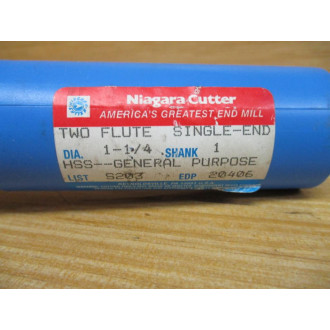 Niagara Cutter
AMERICA'S GREATEST END MILL
TWO FLUTE SINGLE-END
DIA. 1-1/4 SHANK 1
HSS--GENERAL PURPOSE
LIST S203 EDP 20406